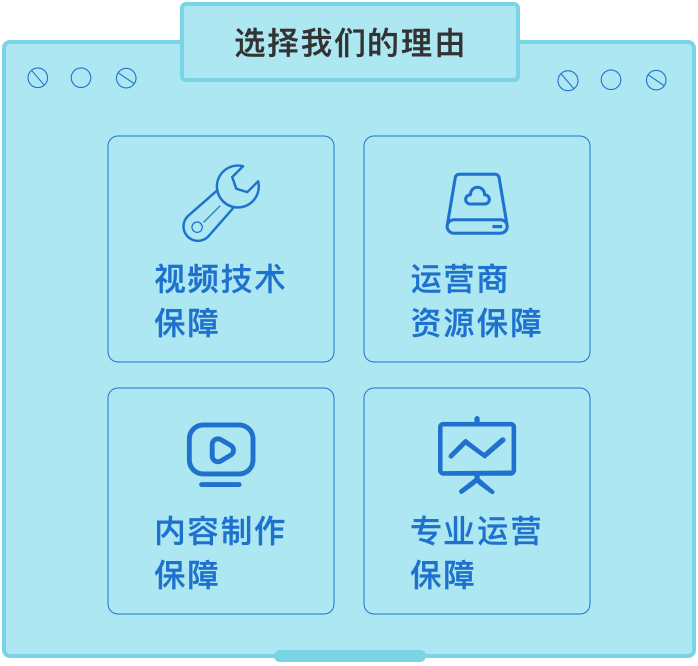 选择我们的理由
视频技术
保障
运营商
资源保障
内容制作
保障
专业运营
保障